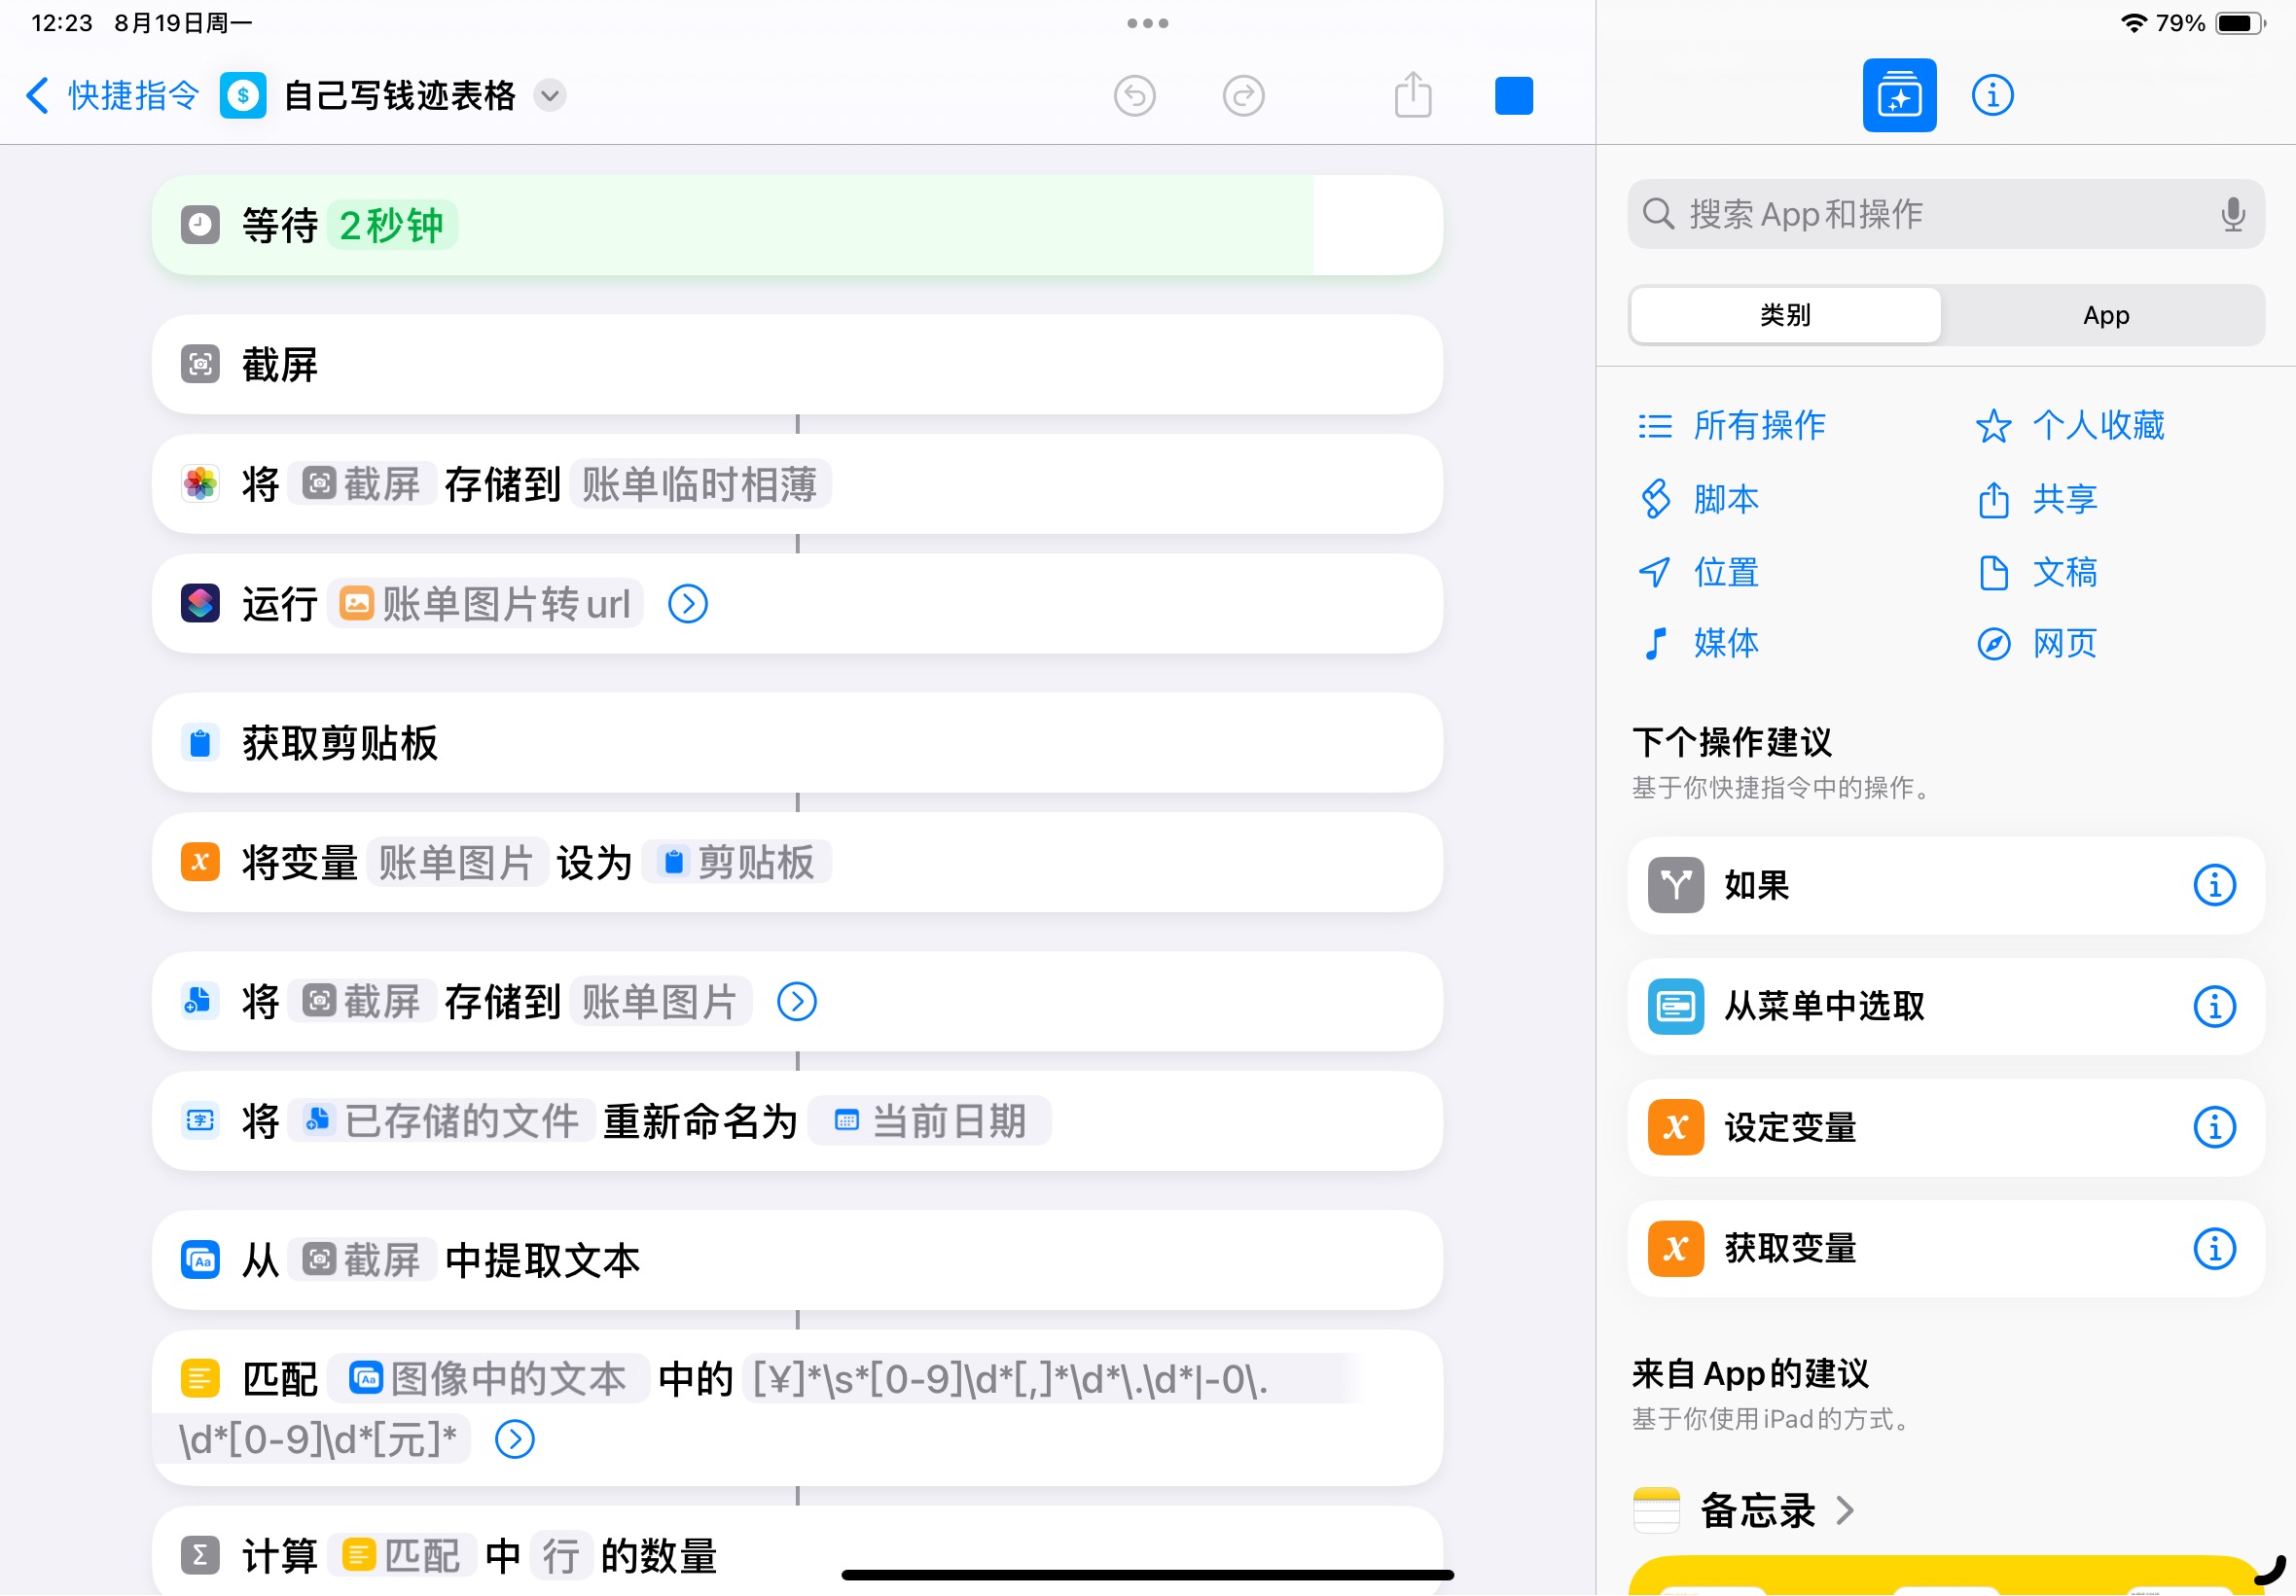 12:23 8月19日周一
79%
快捷指令 自己写钱迹表格
等待 2秒钟
截屏
将 截屏 存储到 账单临时相薄
运行 账单图片转url
获取剪贴板
将变量 账单图片 设为 剪贴板
将 截屏 存储到 账单图片
将 已存储的文件 重新命名为 当前日期
从 截屏 中提取文本
匹配 图像中的文本 中的 [¥]*\s*[0-9]\d*[,]*\d*\.\d*|-0\.
\d*[0-9]\d*[元]*
计算 匹配 中 行 的数量
搜索App和操作
类别 App
所有操作 个人收藏
脚本 共享
位置 文稿
媒体 网页
下个操作建议
基于你快捷指令中的操作。
如果
从菜单中选取
设定变量
获取变量
来自App的建议
基于你使用iPad的方式。
备忘录